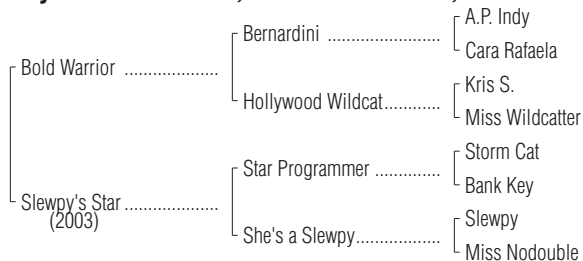 A.P. Indy
Bernardini ....................
Cara Rafaela
Bold Warrior ....................
Kris S.
Hollywood Wildcat............
Miss Wildcatter
Storm Cat
Star Programmer ..............
Bank Key
Slewpy's Star ....................
(2003)
Slewpy
She's a Slewpy..................
Miss Nodouble